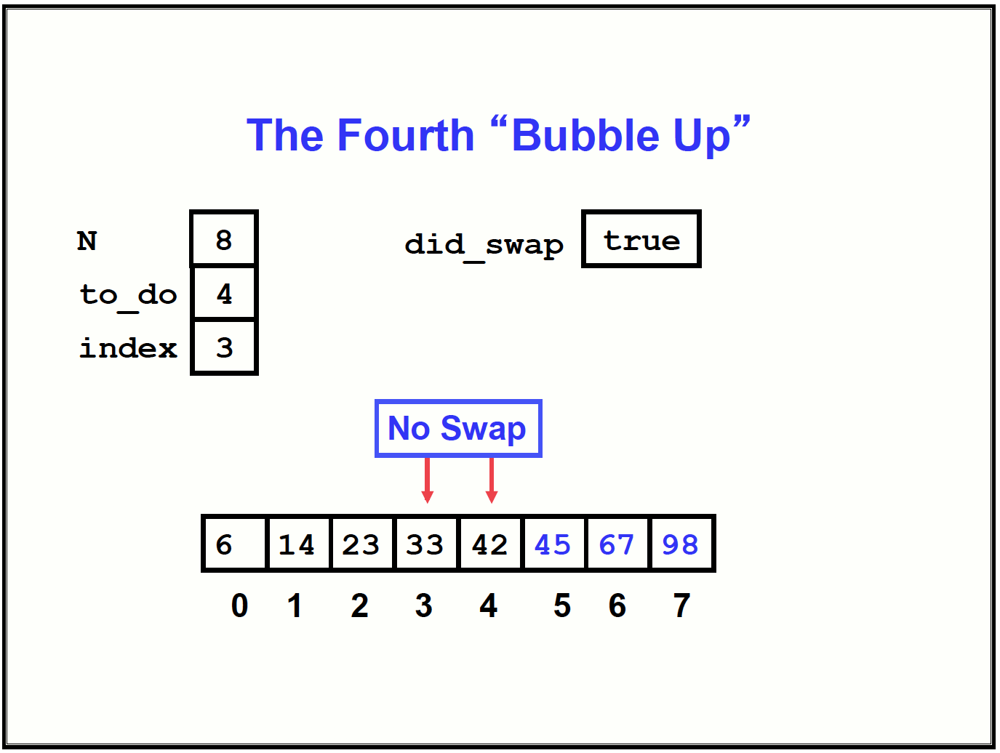 The Fourth “Bubble Up”
N 8 did_swap true
to_do 4
index 3
No Swap
6 14 23 33 42 45 67 98
0 1 2 3 4 5 6 7